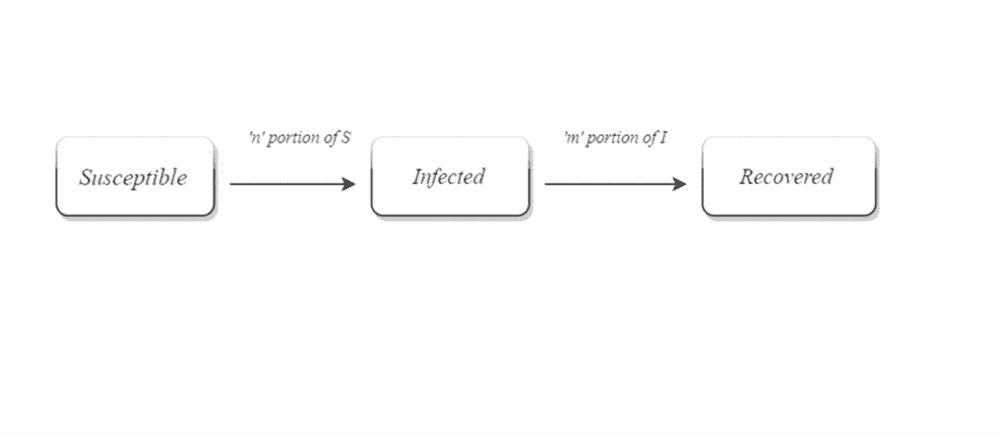 'n' portion of S
'm' portion of I
Susceptible
Infected
Recovered